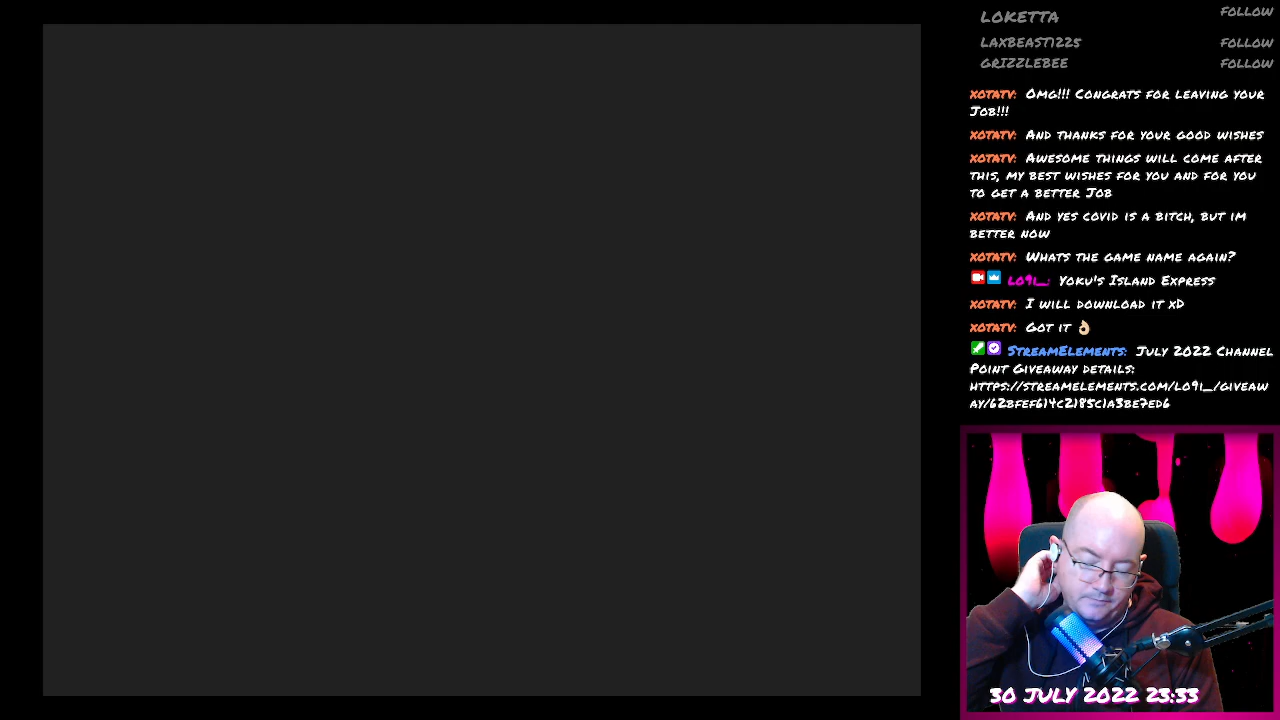 LOKETTA FOLLOW
LAXBEAST1225 FOLLOW
GRIZZLEBEE FOLLOW
XOTATV: OMG!!! CONGRATS FOR LEAVING YOUR
JOB!!!
XOTATV: AND THANKS FOR YOUR GOOD WISHES
XOTATV: AWESOME THINGS WILL COME AFTER
THIS, MY BEST WISHES FOR YOU AND FOR YOU
TO GET A BETTER JOB
XOTATV: AND YES COVID IS A BITCH, BUT IM
BETTER NOW
XOTATV: WHATS THE GAME NAME AGAIN?
LO9I_: YOKU'S ISLAND EXPRESS
XOTATV: I WILL DOWNLOAD IT XD
XOTATV: GOT IT 👌🏼
STREAMELEMENTS: JULY 2022 CHANNEL
POINT GIVEAWAY DETAILS:
HTTPS://STREAMELEMENTS.COM/LO9I_/GIVEAW
AY/62BFEF614C2185C1A3BE7ED6
30 JULY 2022 23:33